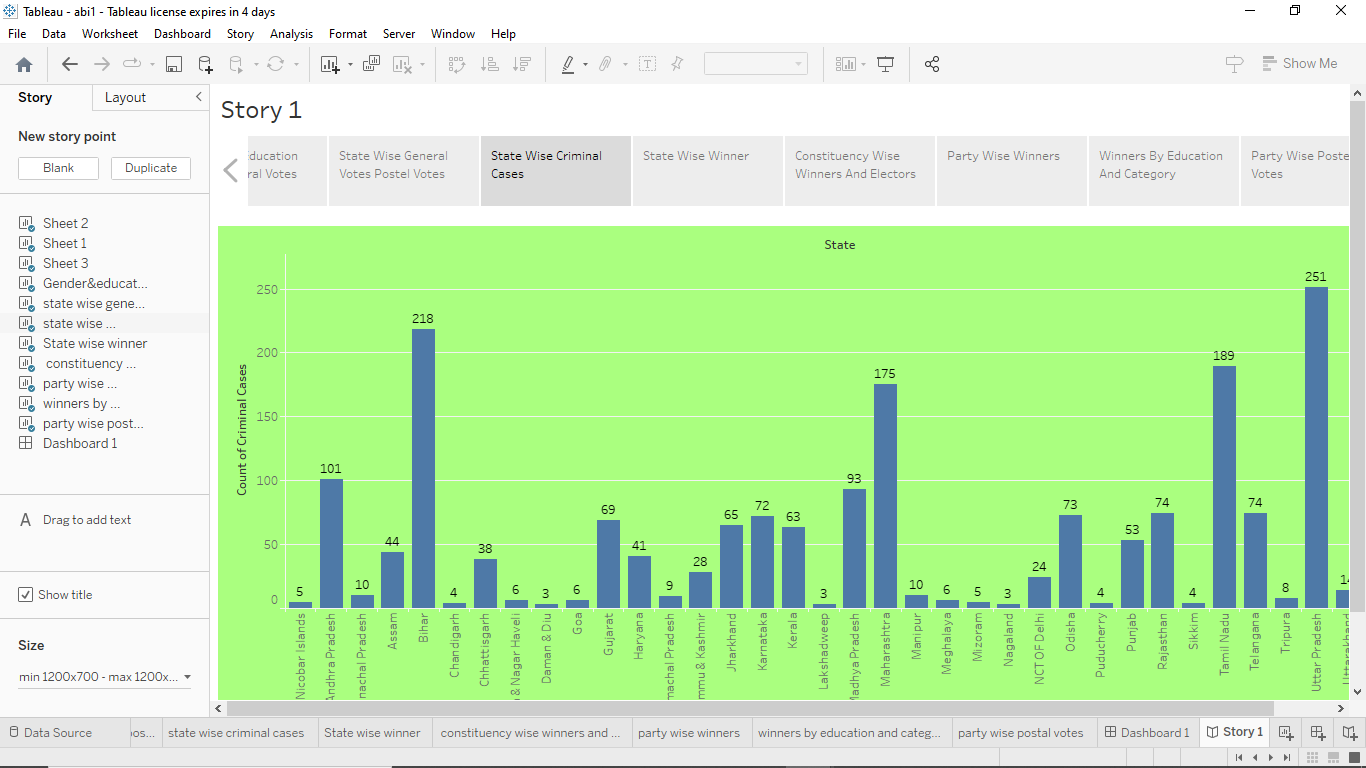 Tableau - abi1 - Tableau license expires in 4 days
File Data Worksheet Dashboard Story Analysis Format Server Window Help
Show Me
Story Layout
New story point
Blank Duplicate
Sheet 2
Sheet 1
Sheet 3
Gender&educat...
state wise gene...
state wise ...
State wise winner
constituency ...
party wise ...
winners by ...
party wise post...
Dashboard 1
A Drag to add text
Show title
Size
min 1200x700 - max 1200x...
Story 1
ducation
ral Votes
State Wise General
Votes Postel Votes
State Wise Criminal
Cases
State Wise Winner
Constituency Wise
Winners And Electors
Party Wise Winners
Winners By Education
And Category
Party Wise Poste
Votes
State
Count of Criminal Cases
250
200
150
100
50
0
5
101
10
44
218
4
38
6
3
6
69
41
9
28
65
72
63
3
93
175
10
6
5
3
24
73
4
53
74
4
189
74
8
251
14
Nicobar Islands
Andhra Pradesh
nachal Pradesh
Assam
Bihar
Chandigarh
Chhattisgarh
& Nagar Haveli
Daman & Diu
Goa
Gujarat
Haryana
machal Pradesh
mmu & Kashmir
Jharkhand
Karnataka
Kerala
Lakshadweep
Madhya Pradesh
Maharashtra
Manipur
Meghalaya
Mizoram
Nagaland
NCT OF Delhi
Odisha
Puducherry
Punjab
Rajasthan
Sikkim
Tamil Nadu
Telangana
Tripura
Uttar Pradesh
Uttarakhand
Data Source os... state wise criminal cases State wise winner constituency wise winners and ... party wise winners winners by education and categ... party wise postal votes Dashboard 1 Story 1